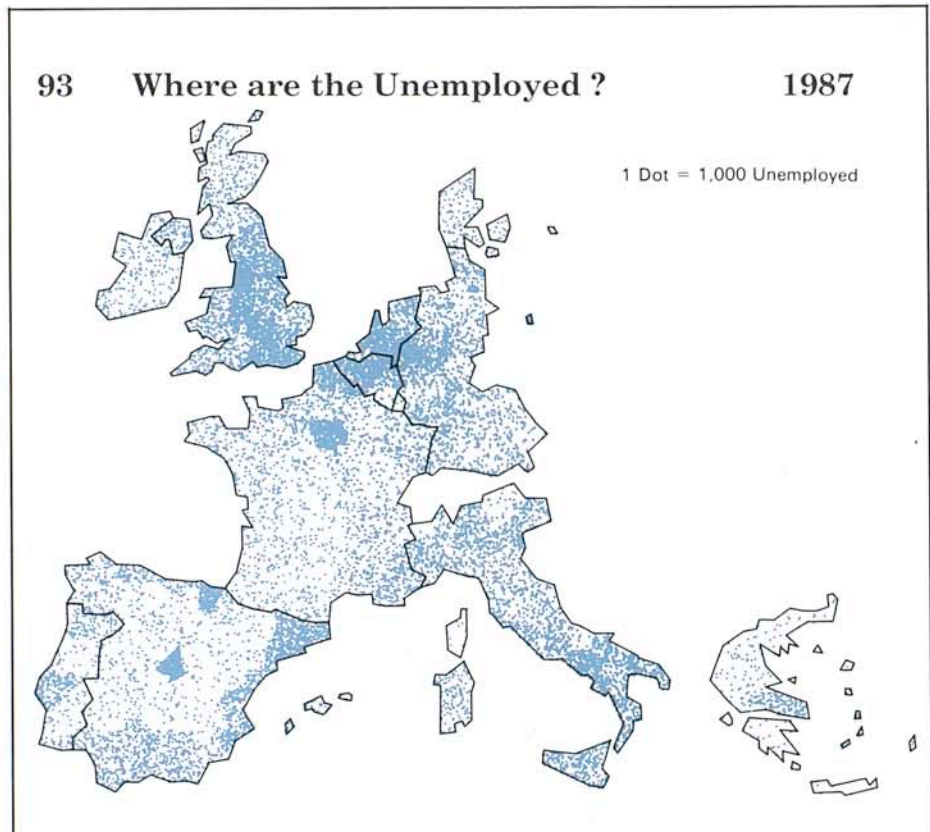 93 Where are the Unemployed ? 1987
1 Dot = 1,000 Unemployed